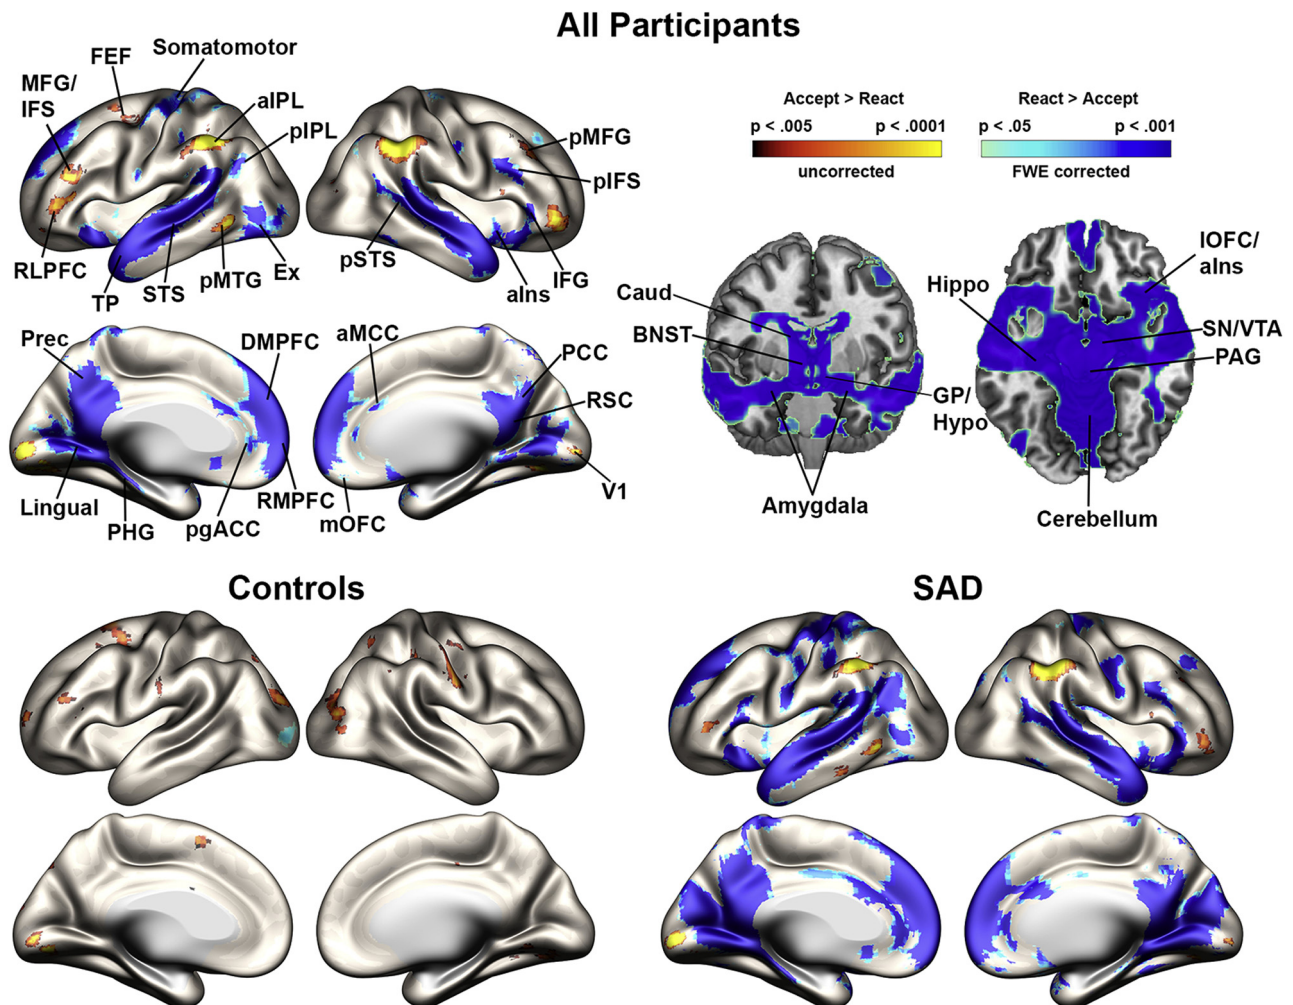 All Participants
FEF
Somatomotor
MFG/
IFS
aIPL
pIPL
RLPFC
TP
STS
pMTG
Ex
pMFG
pIFS
pSTS
aIns
IFG
Accept > React
p < .005
p < .0001
uncorrected
React > Accept
p < .05
p < .001
FWE corrected
Prec
DMPFC
aMCC
PCC
RSC
Lingual
PHG
pgACC
RMPFC
mOFC
V1
Caud
BNST
GP/
Hypo
Amygdala
Hippo
lOFC/
aIns
SN/VTA
PAG
Cerebellum
Controls
SAD